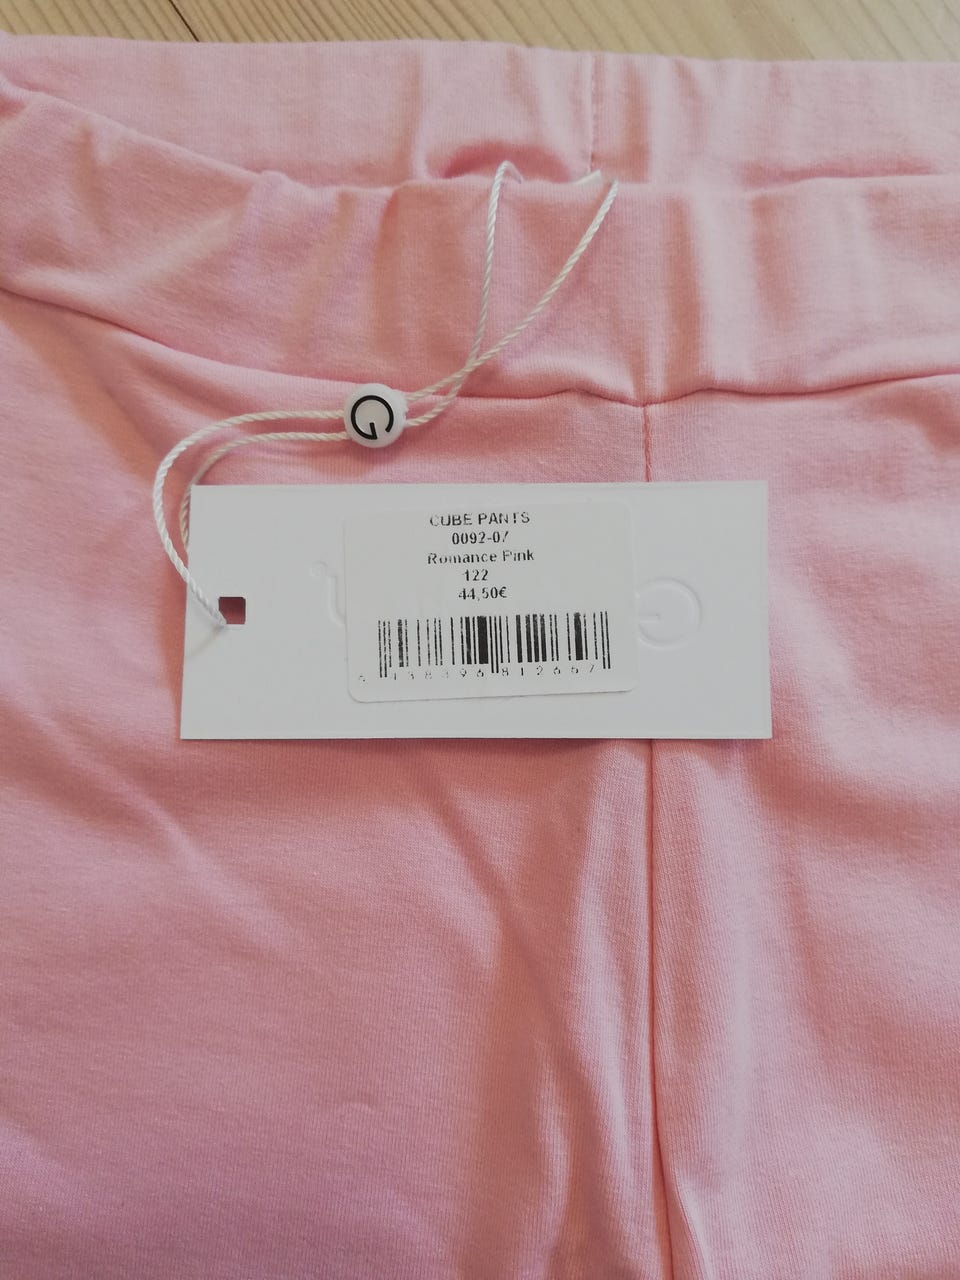 CUBE PANTS
0092-07
Romance Pink
122
44,50€